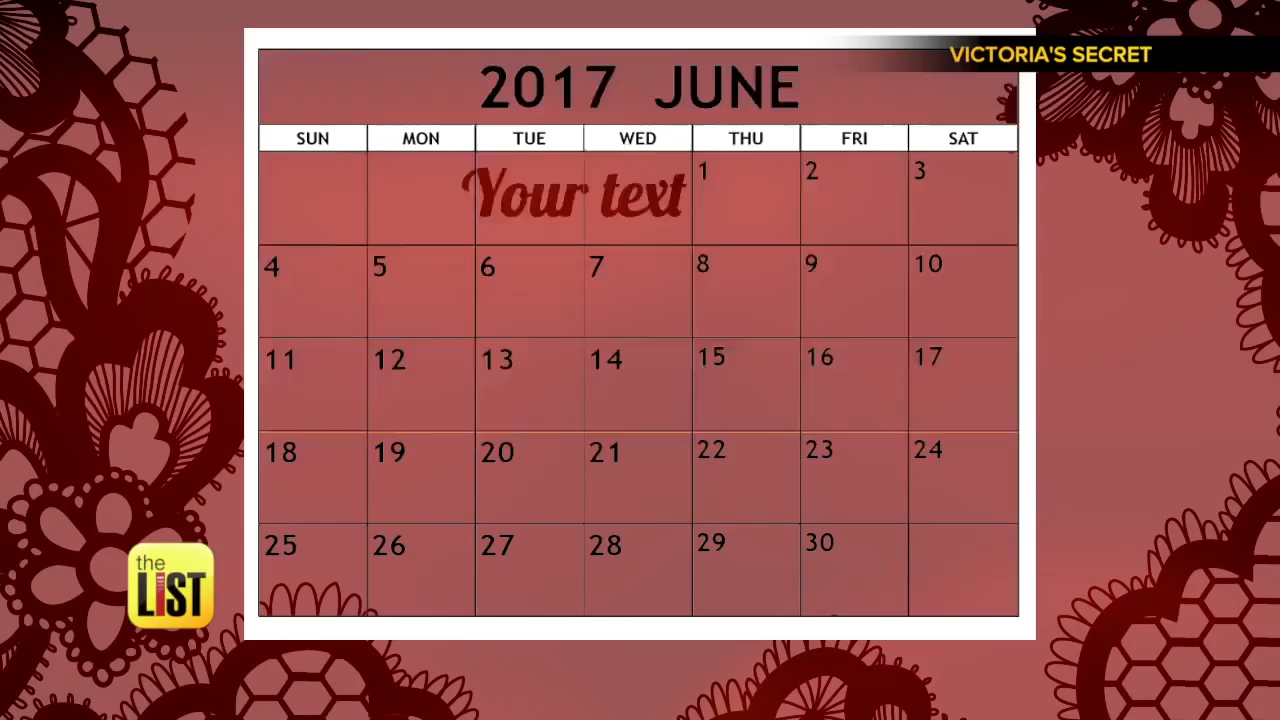 VICTORIA'S SECRET
2017 JUNE
SUN MON TUE WED THU FRI SAT
Your text 1 2 3
4 5 6 7 8 9 10
11 12 13 14 15 16 17
18 19 20 21 22 23 24
25 26 27 28 29 30
the
LIST